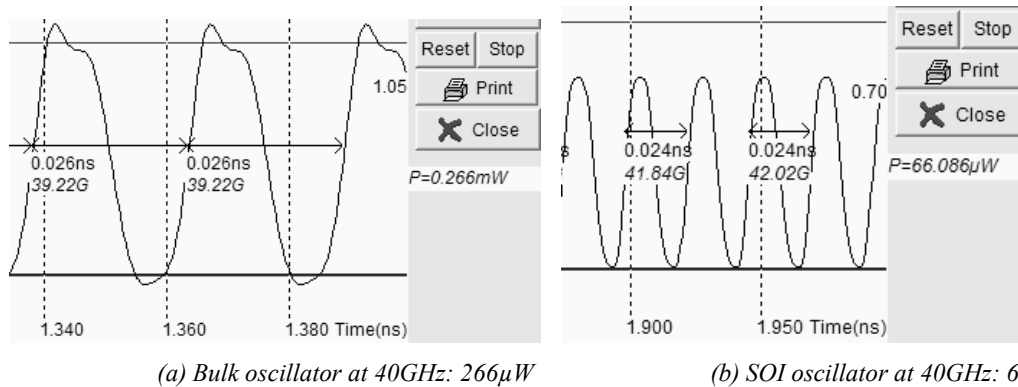 Reset Stop
Print
Close
1.05
0.026ns 0.026ns
39.22G 39.22G
P=0.266mW
1.340 1.360 1.380 Time(ns)
(a) Bulk oscillator at 40GHz: 266µW
Reset Stop
Print
Close
0.70
0.024ns 0.024ns
41.84G 42.02G
P=66.086µW
1.900 1.950 Time(ns)
(b) SOI oscillator at 40GHz: 6